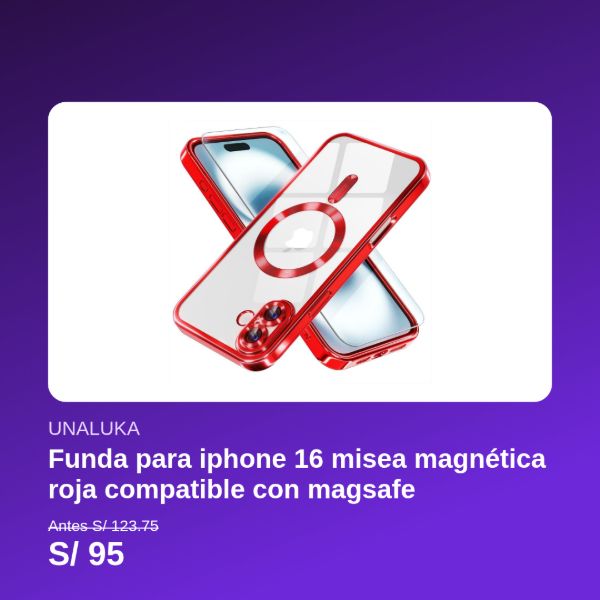 UNALUKA
Funda para iphone 16 misea magnética
roja compatible con magsafe
Antes S/ 123.75
S/ 95